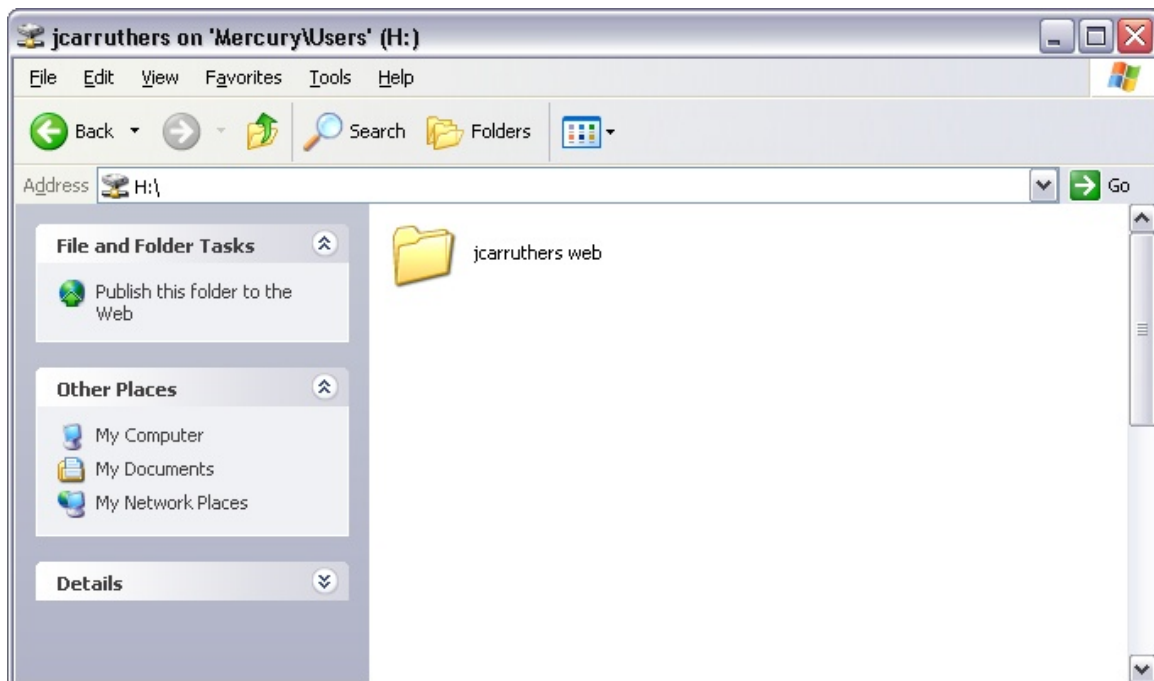 jcarruthers on 'Mercury\Users' (H:)
File Edit View Favorites Tools Help
Back Search Folders
Address H:\ Go
File and Folder Tasks
Publish this folder to the
Web
Other Places
My Computer
My Documents
My Network Places
Details
jcarruthers web